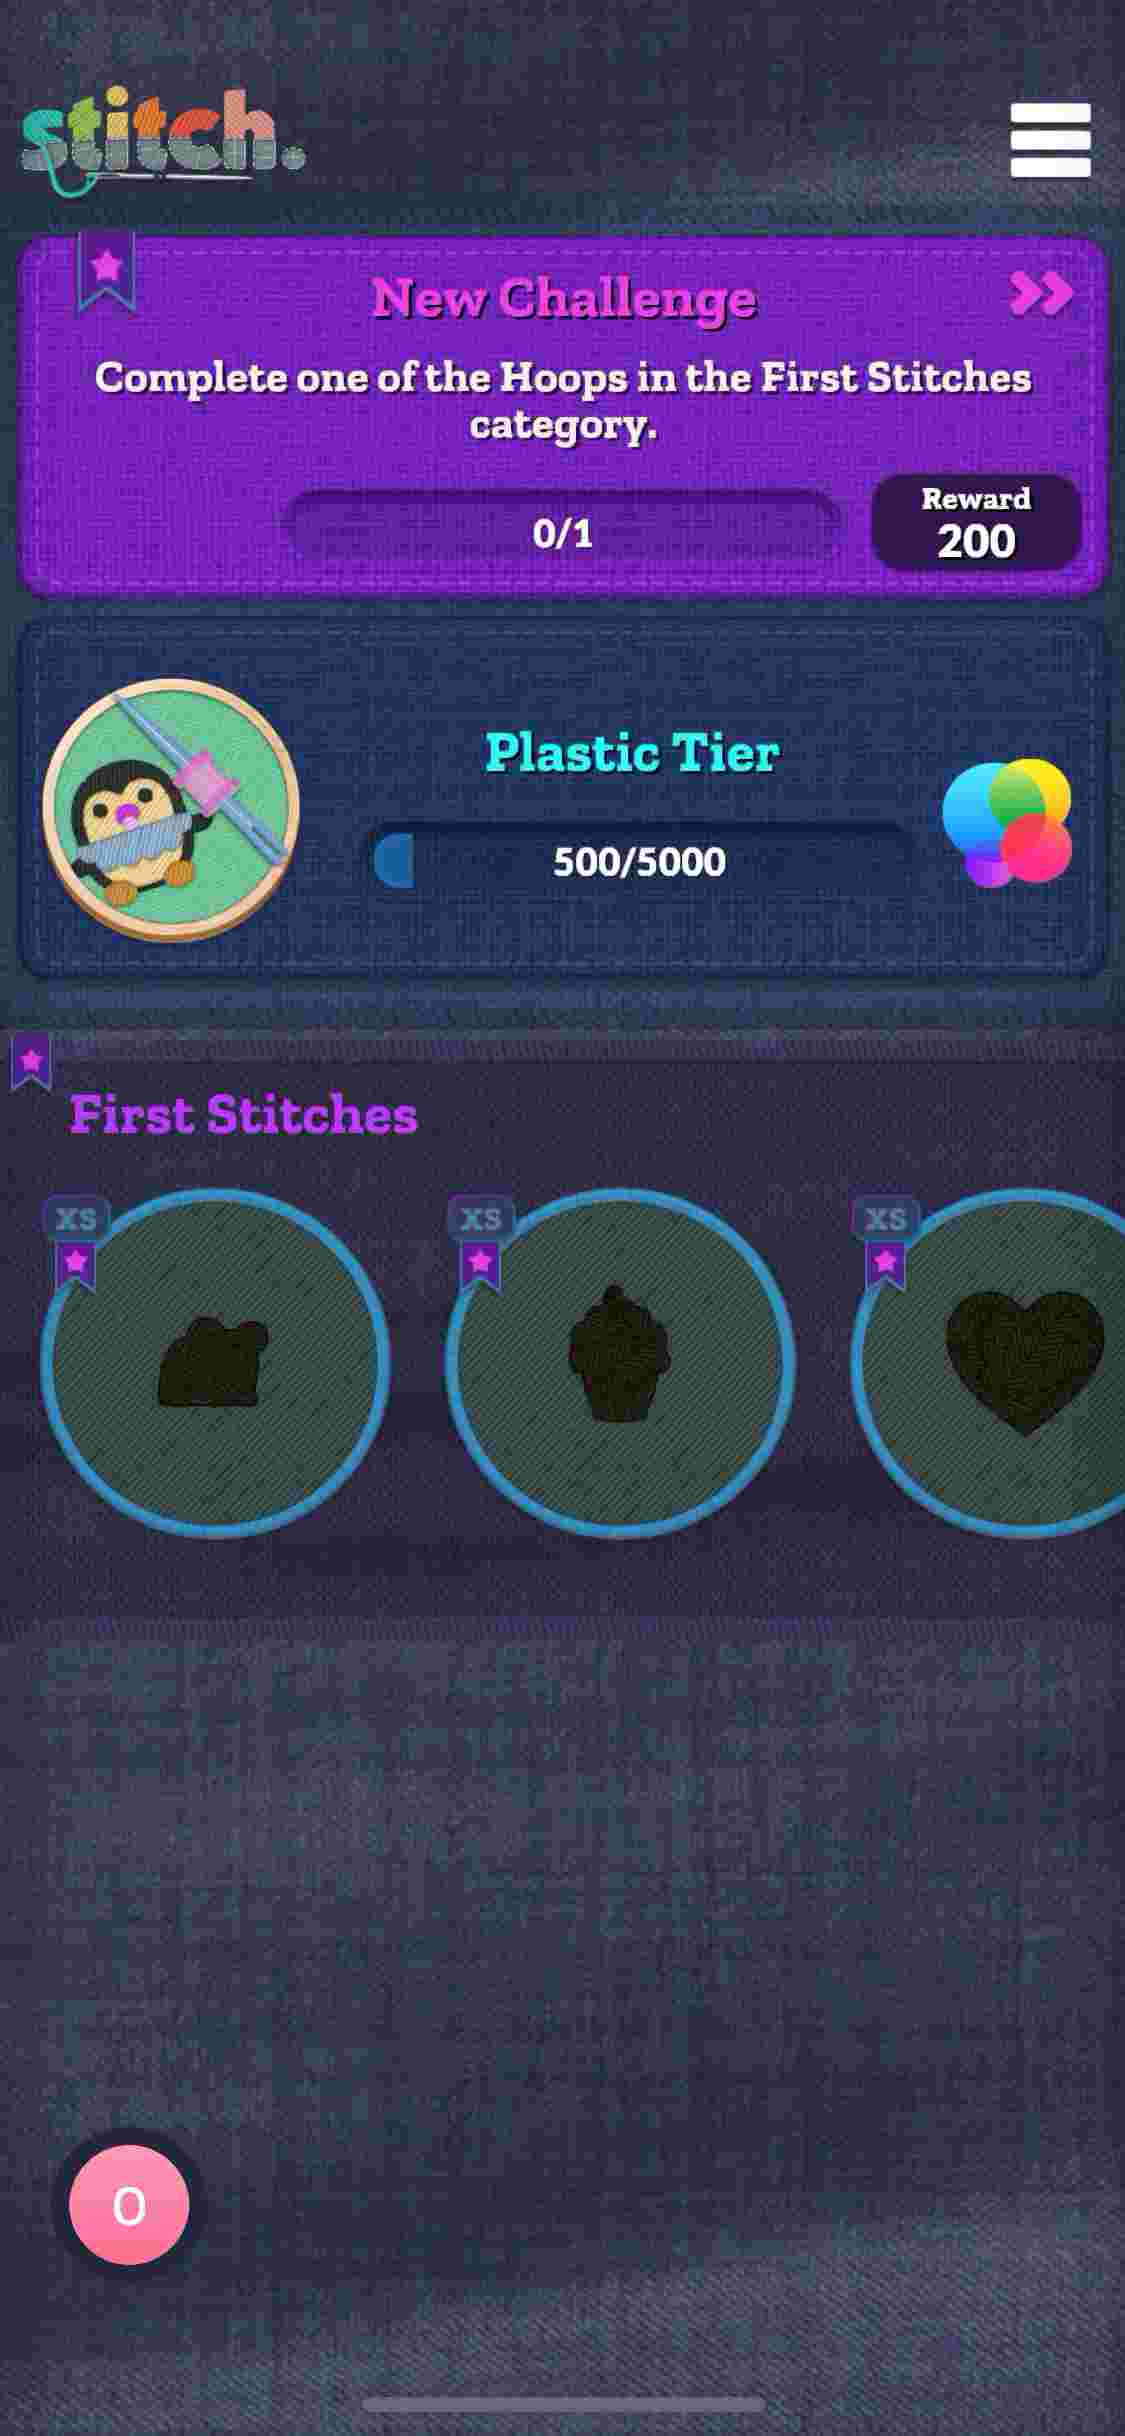 stitch.
New Challenge
Complete one of the Hoops in the First Stitches
category.
0/1
Reward
200
Plastic Tier
500/5000
First Stitches
XS
XS
XS
0